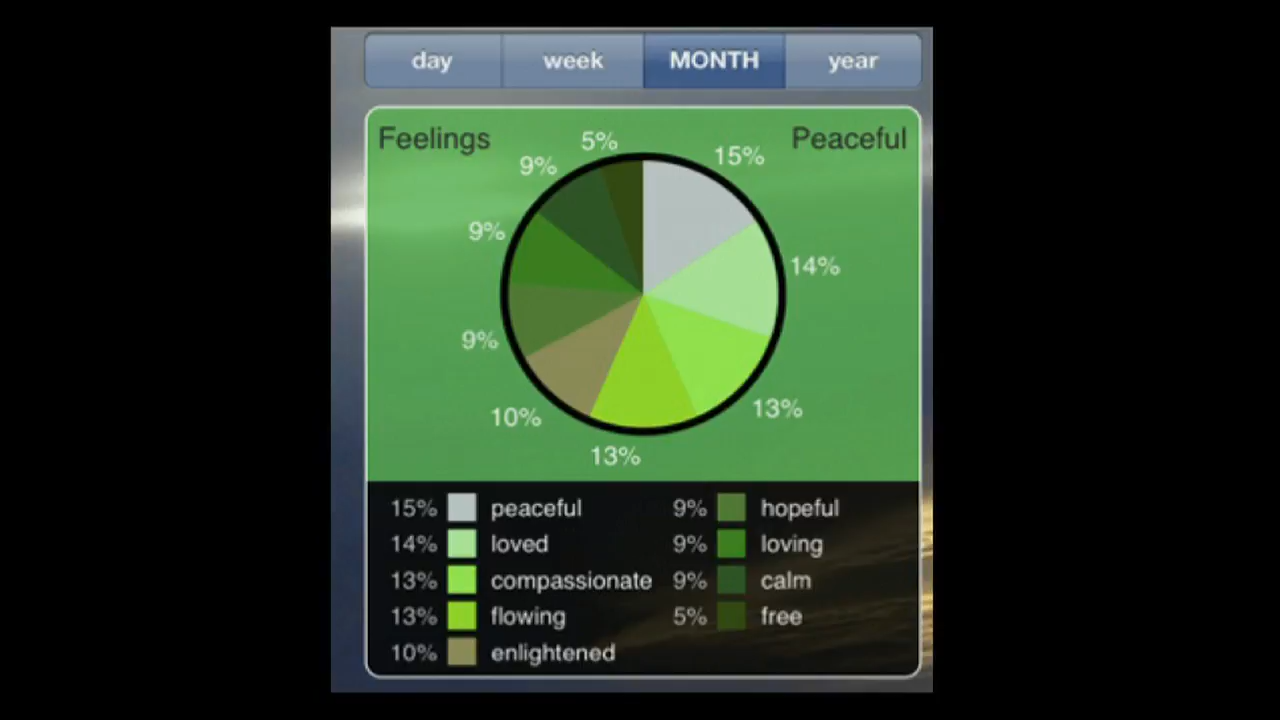 day week MONTH year
Feelings
Peaceful
5%
9%
15%
9%
14%
9%
10%
13%
13%
15% peaceful
14% loved
13% compassionate
13% flowing
10% enlightened
9% hopeful
9% loving
9% calm
5% free